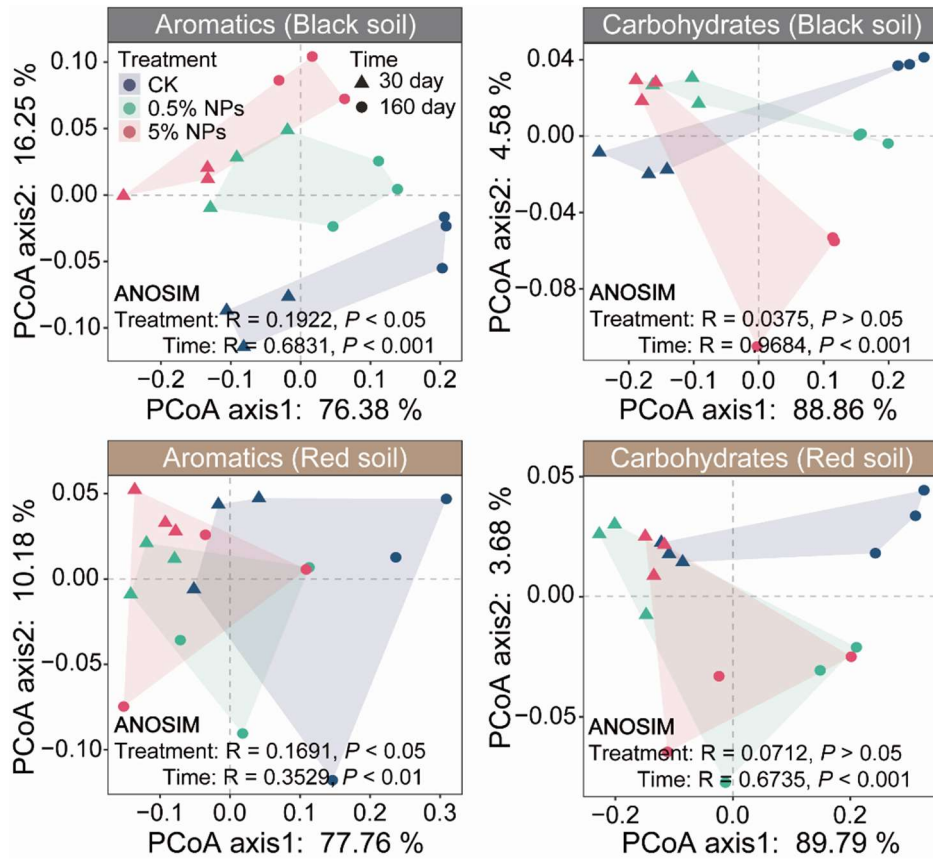 Aromatics (Black soil)
Treatment
CK
0.5% NPs
5% NPs
Time
30 day
160 day
PCoA axis2: 16.25 %
0.10
0.05
0.00
−0.05
−0.10
ANOSIM
Treatment: R = 0.1922, P < 0.05
Time: R = 0.6831, P < 0.001
−0.2 −0.1 0.0 0.1 0.2
PCoA axis1: 76.38 %
Carbohydrates (Black soil)
PCoA axis2: 4.58 %
0.04
0.00
−0.04
−0.08
ANOSIM
Treatment: R = 0.0375, P > 0.05
Time: R = 0.9684, P < 0.001
−0.2 −0.1 0.0 0.1 0.2
PCoA axis1: 88.86 %
Aromatics (Red soil)
PCoA axis2: 10.18 %
0.05
0.00
−0.05
−0.10
ANOSIM
Treatment: R = 0.1691, P < 0.05
Time: R = 0.3529, P < 0.01
−0.1 0.0 0.1 0.2 0.3
PCoA axis1: 77.76 %
Carbohydrates (Red soil)
PCoA axis2: 3.68 %
0.05
0.00
−0.05
ANOSIM
Treatment: R = 0.0712, P > 0.05
Time: R = 0.6735, P < 0.001
−0.2 0.0 0.2
PCoA axis1: 89.79 %